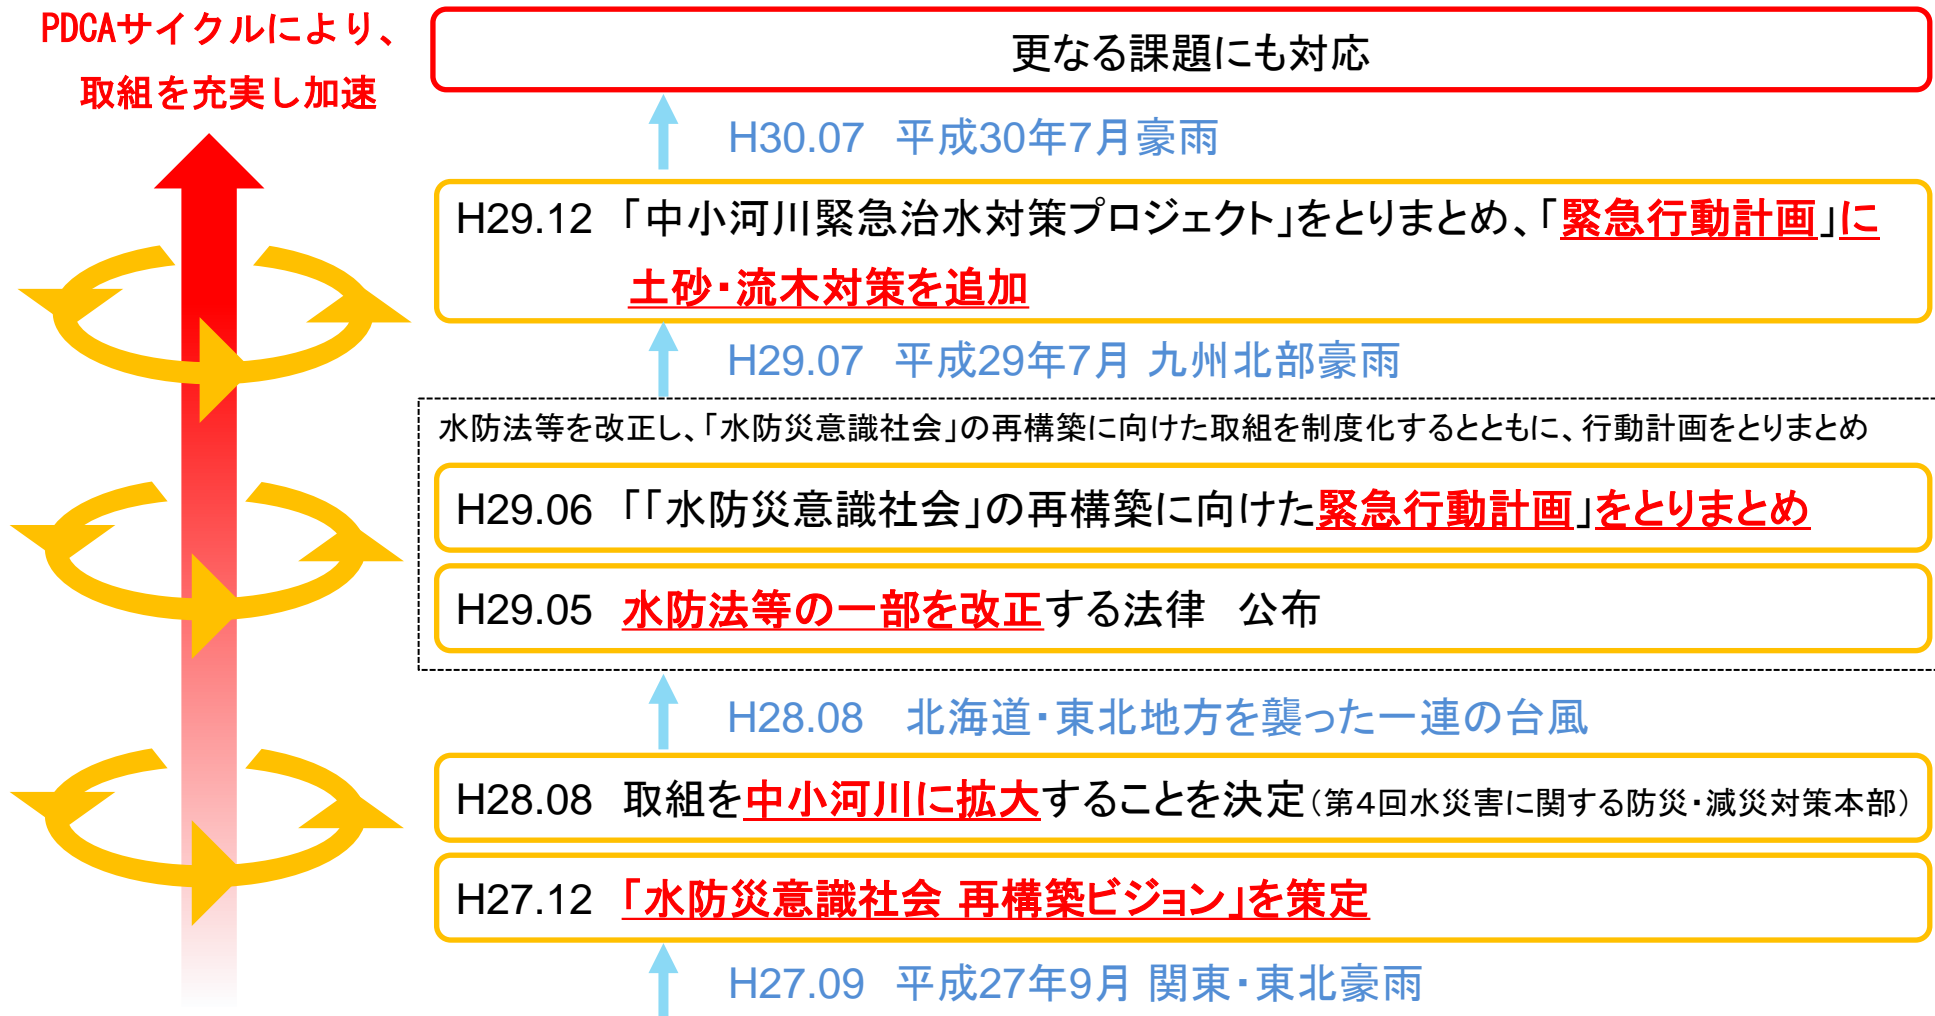 PDCAサイクルにより、
取組を充実し加速
更なる課題にも対応
H30.07 平成30年7月豪雨
H29.12 「中小河川緊急治水対策プロジェクト」をとりまとめ、「緊急行動計画」に
土砂・流木対策を追加
H29.07 平成29年7月 九州北部豪雨
水防法等を改正し、「水防災意識社会」の再構築に向けた取組を制度化するとともに、行動計画をとりまとめ
H29.06 「「水防災意識社会」の再構築に向けた緊急行動計画」をとりまとめ
H29.05 水防法等の一部を改正する法律 公布
H28.08 北海道・東北地方を襲った一連の台風
H28.08 取組を中小河川に拡大することを決定(第4回水災害に関する防災・減災対策本部)
H27.12 「水防災意識社会 再構築ビジョン」を策定
H27.09 平成27年9月 関東・東北豪雨